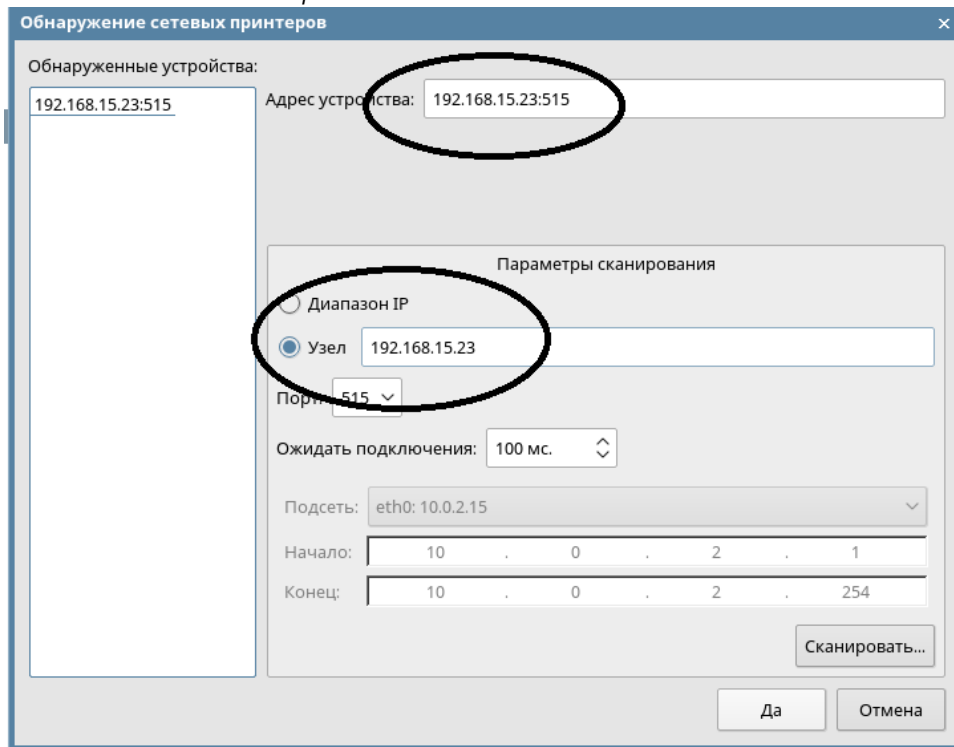 Обнаружение сетевых принтеров
Обнаруженные устройства:
192.168.15.23:515
Адрес устройства: 192.168.15.23:515
Параметры сканирования
Диапазон IP
Узел 192.168.15.23
Порт: 515
Ожидать подключения: 100 мс.
Подсеть: eth0: 10.0.2.15
Начало: 10 . 0 . 2 . 1
Конец: 10 . 0 . 2 . 254
Сканировать...
Да Отмена